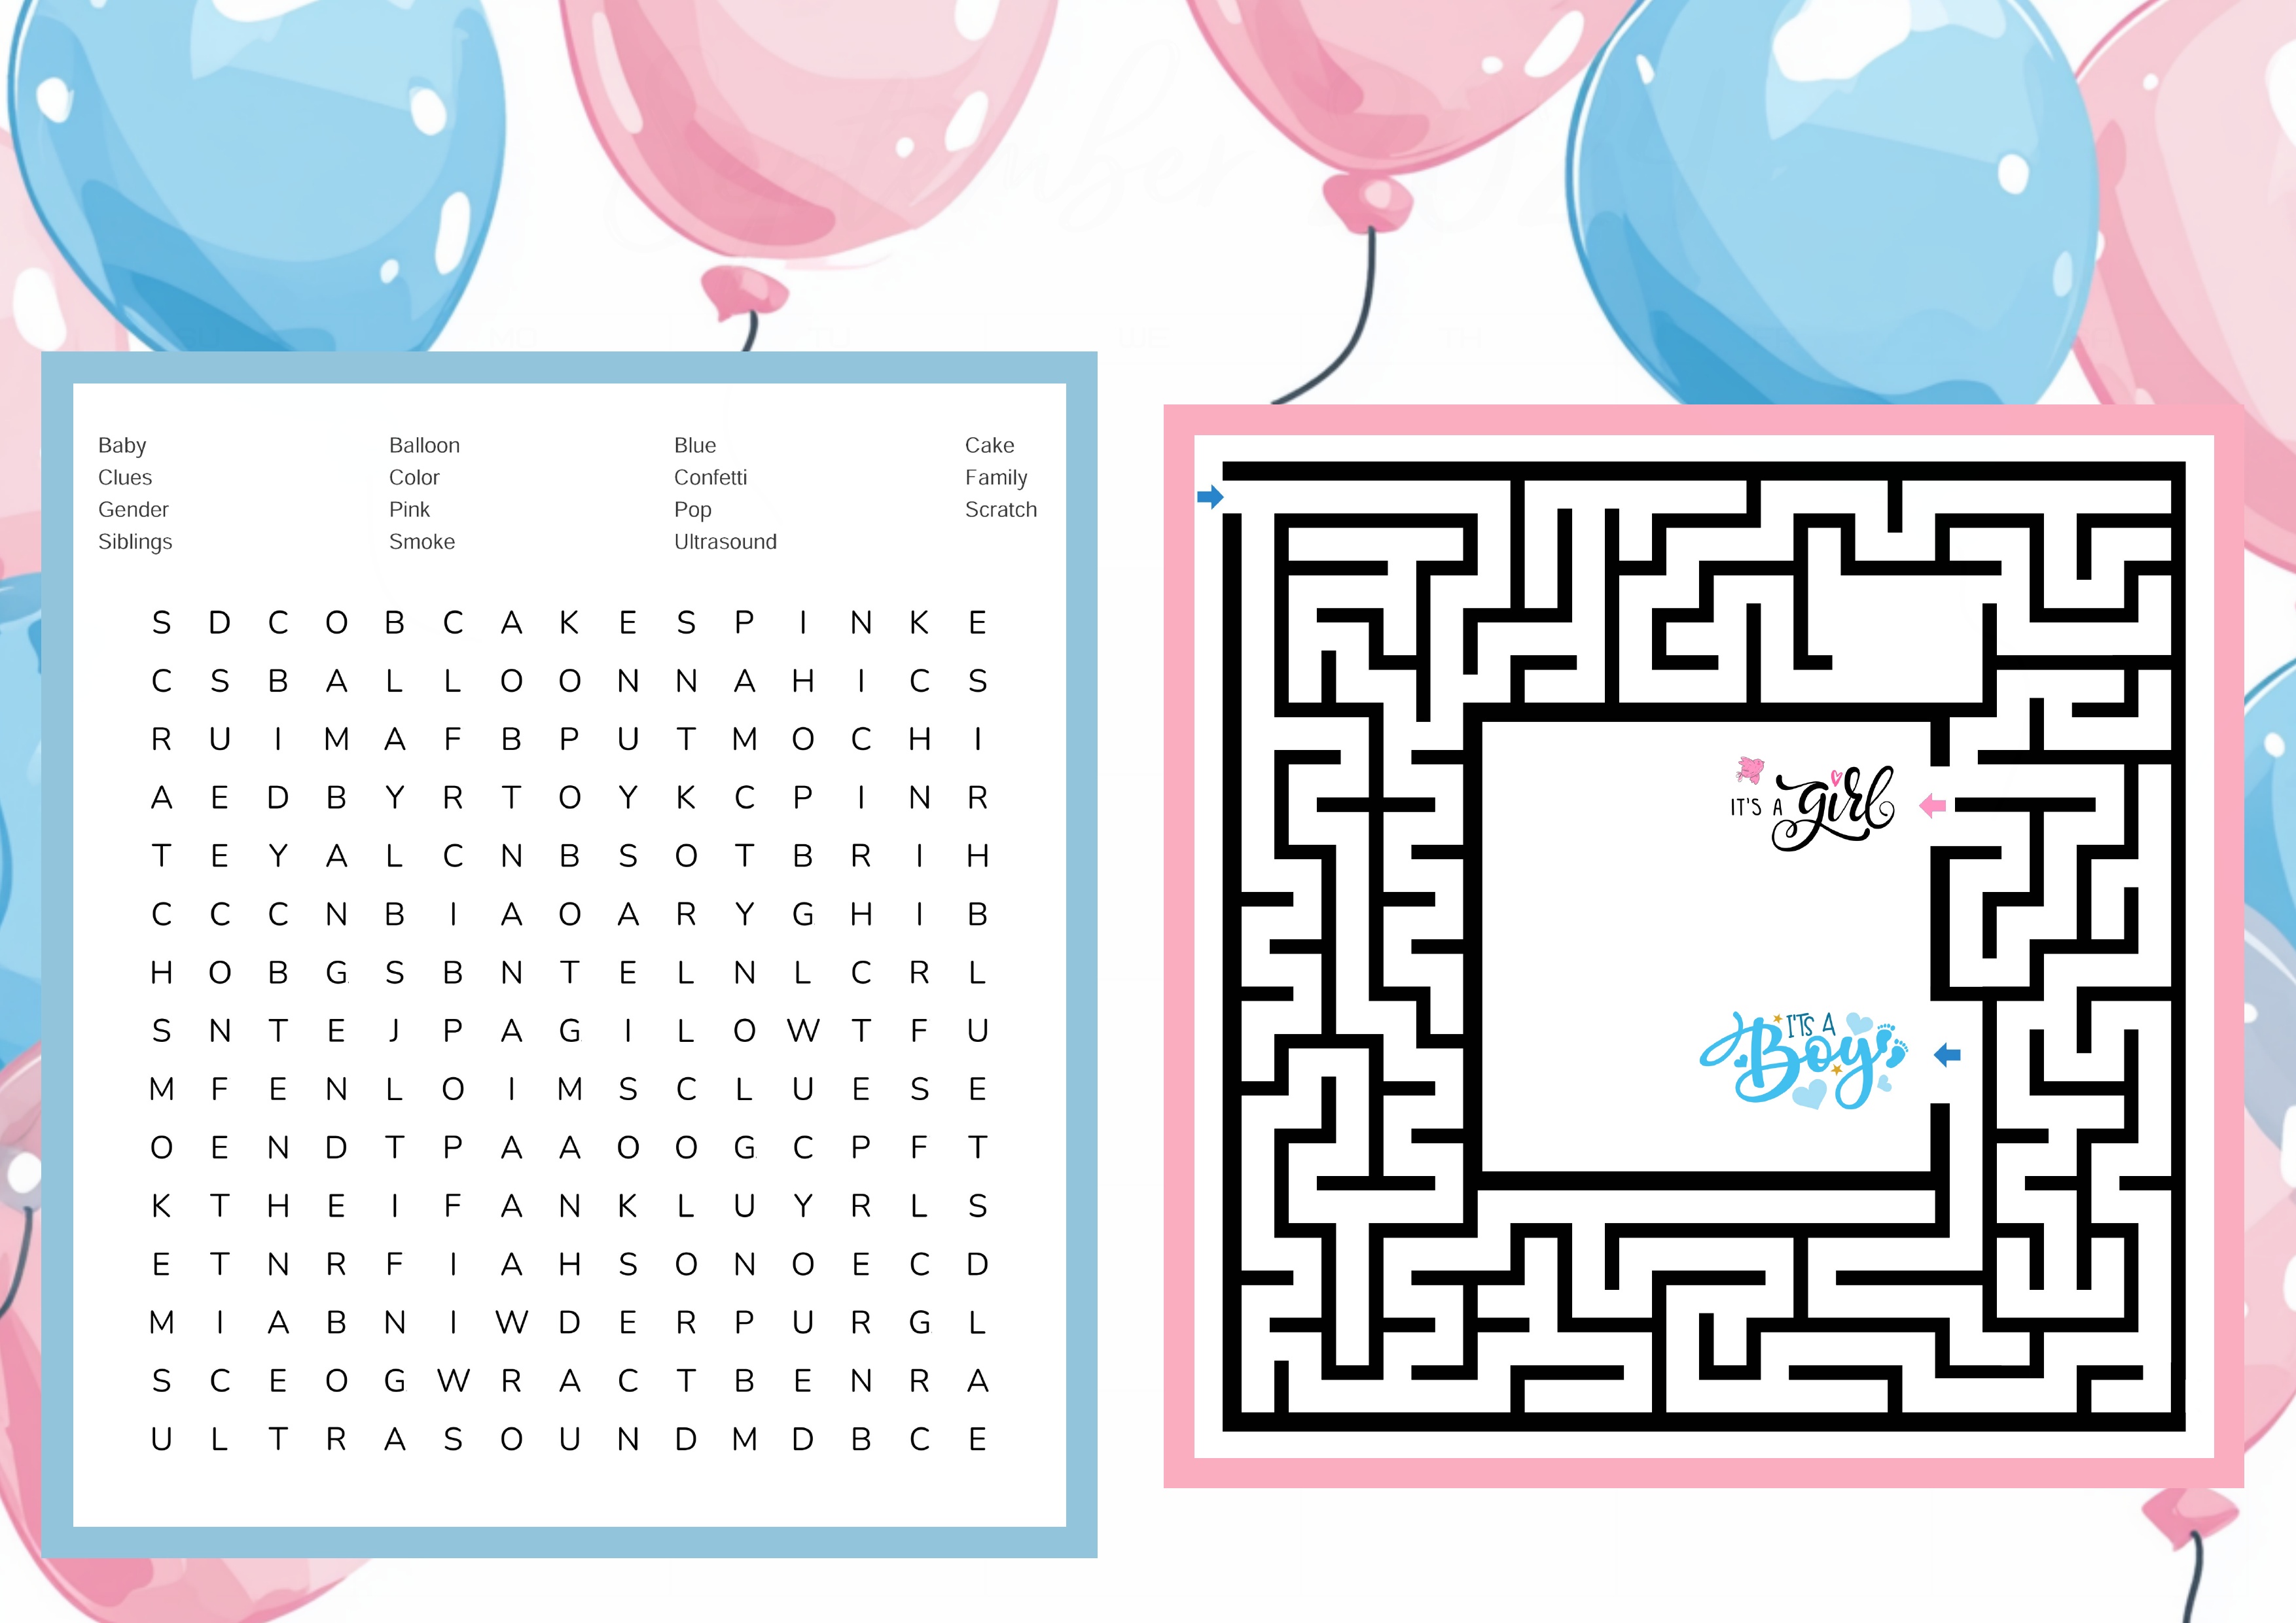 Baby Balloon Blue Cake
Clues Color Confetti Family
Gender Pink Pop Scratch
Siblings Smoke Ultrasound
S D C O B C A K E S P I N K E
C S B A L L O O N N A H I C S
R U I M A F B P U T M O C H I
A E D B Y R T O Y K C P I N R
T E Y A L C N B S O T B R I H
C C C N B I A O A R Y G H I B
H O B G S B N T E L N L C R L
S N T E J P A G I L O W T F U
M F E N L O I M S C L U E S E
O E N D T P A A O O G C P F T
K T H E I F A N K L U Y R L S
E T N R F I A H S O N O E C D
M I A B N I W D E R P U R G L
S C E O G W R A C T B E N R A
U L T R A S O U N D M D B C E
IT'S A girl
IT'S A
Boy